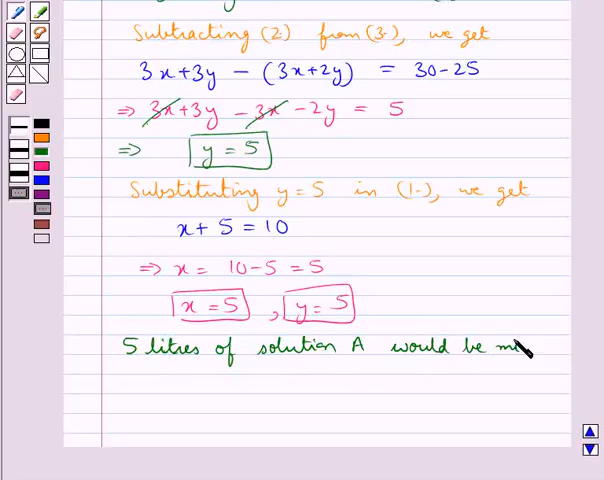 Subtracting (2) from (3), we get
3x+3y - (3x+2y) = 30-25
⇒ 3x+3y - 3x - 2y = 5
⇒ y = 5
Substituting y = 5 in (1), we get
x + 5 = 10
⇒ x = 10-5 = 5
x = 5 , y = 5
5 litres of solution A would be mi